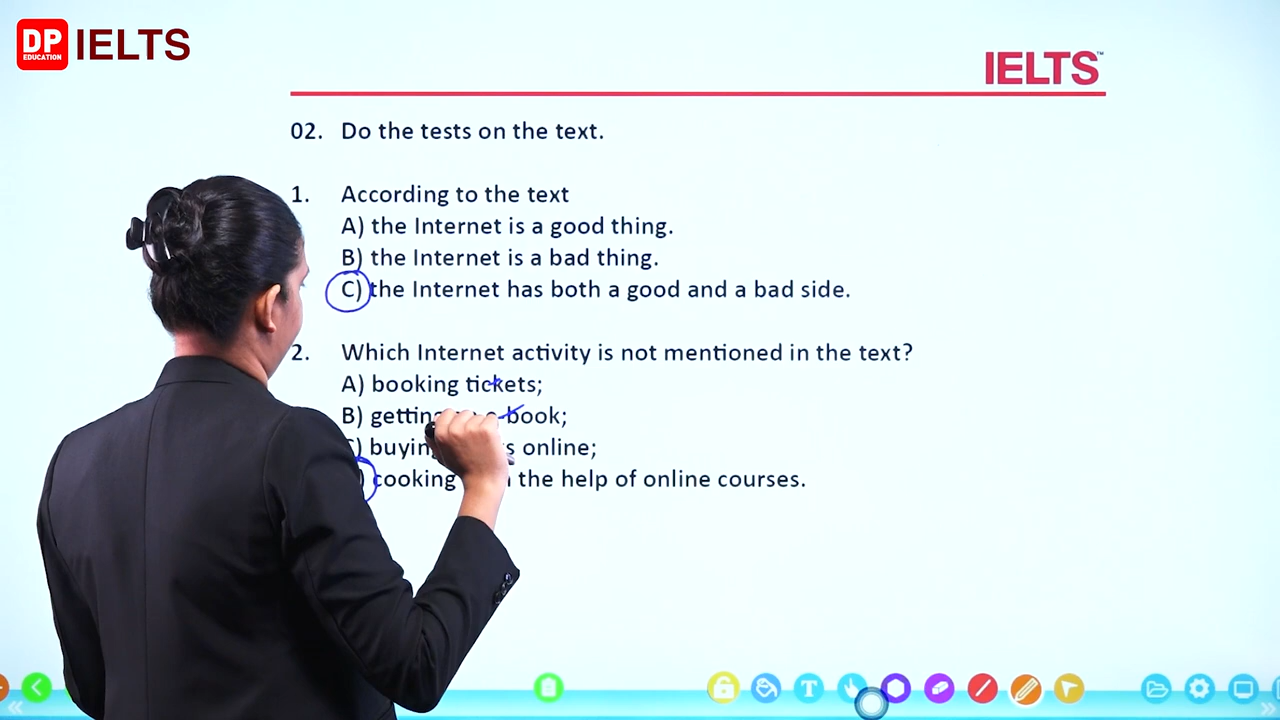 DP
EDUCATION
IELTS
IELTS™
02. Do the tests on the text.
1. According to the text
A) the Internet is a good thing.
B) the Internet is a bad thing.
C) the Internet has both a good and a bad side.
2. Which Internet activity is not mentioned in the text?
A) booking tickets;
B) getting e-book;
online;
cooking the help of online courses.